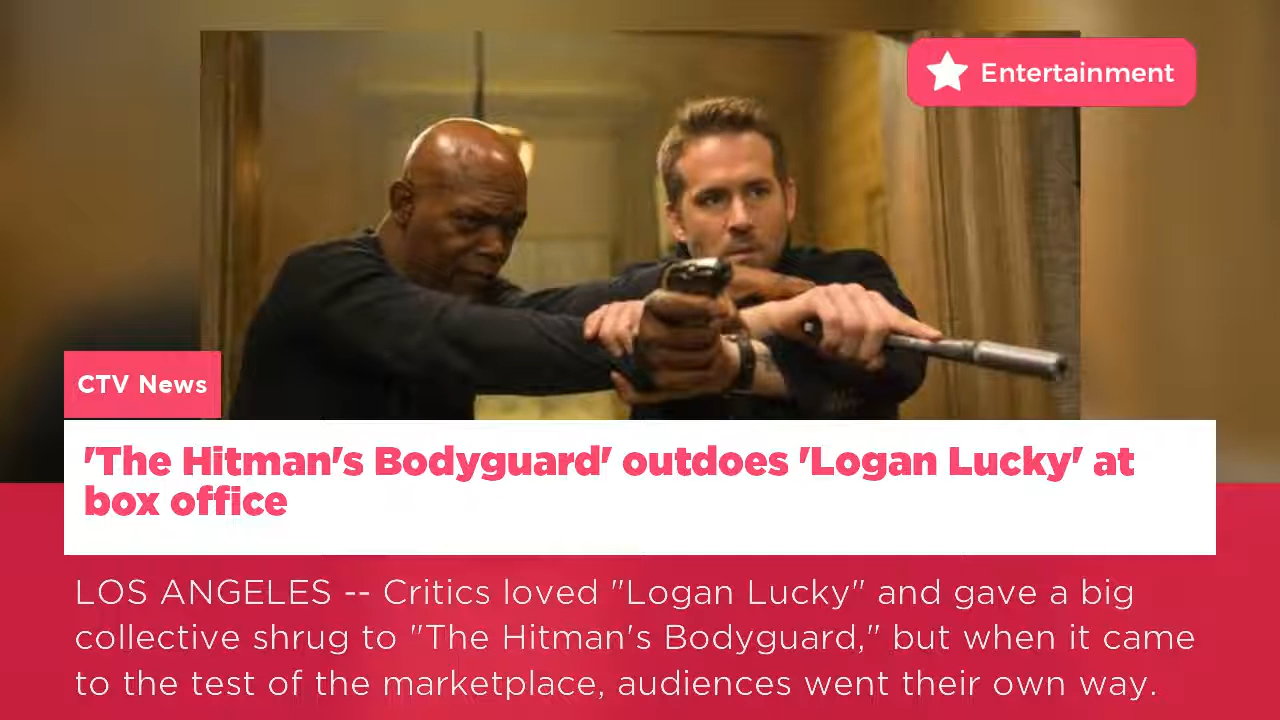 Entertainment
CTV News
'The Hitman's Bodyguard' outdoes 'Logan Lucky' at
box office
LOS ANGELES -- Critics loved "Logan Lucky" and gave a big
collective shrug to "The Hitman's Bodyguard," but when it came
to the test of the marketplace, audiences went their own way.